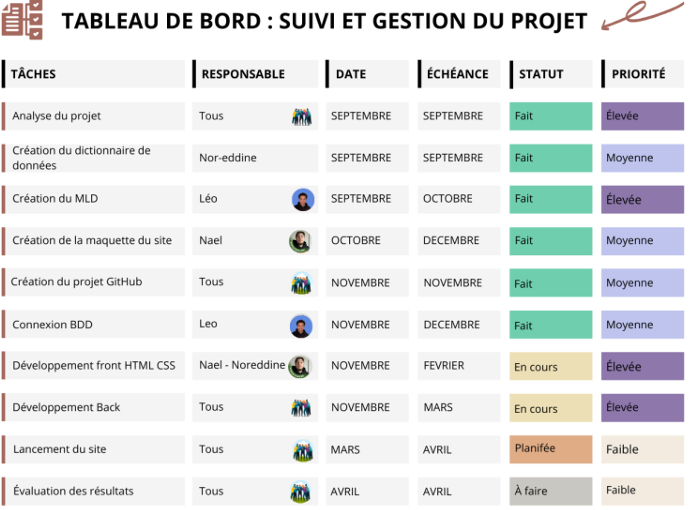 TABLEAU DE BORD : SUIVI ET GESTION DU PROJET
TÂCHES RESPONSABLE DATE ÉCHÉANCE STATUT PRIORITÉ
Analyse du projet Tous SEPTEMBRE SEPTEMBRE Fait Élevée
Création du dictionnaire de
données Nor-eddine SEPTEMBRE SEPTEMBRE Fait Moyenne
Création du MLD Léo SEPTEMBRE OCTOBRE Fait Élevée
Création de la maquette du site Nael OCTOBRE DECEMBRE Fait Moyenne
Création du projet GitHub Tous NOVEMBRE NOVEMBRE Fait Moyenne
Connexion BDD Leo NOVEMBRE DECEMBRE Fait Moyenne
Développement front HTML CSS Nael - Noreddine NOVEMBRE FEVRIER En cours Élevée
Développement Back Tous NOVEMBRE MARS En cours Élevée
Lancement du site Tous MARS AVRIL Planifée Faible
Évaluation des résultats Tous AVRIL AVRIL À faire Faible